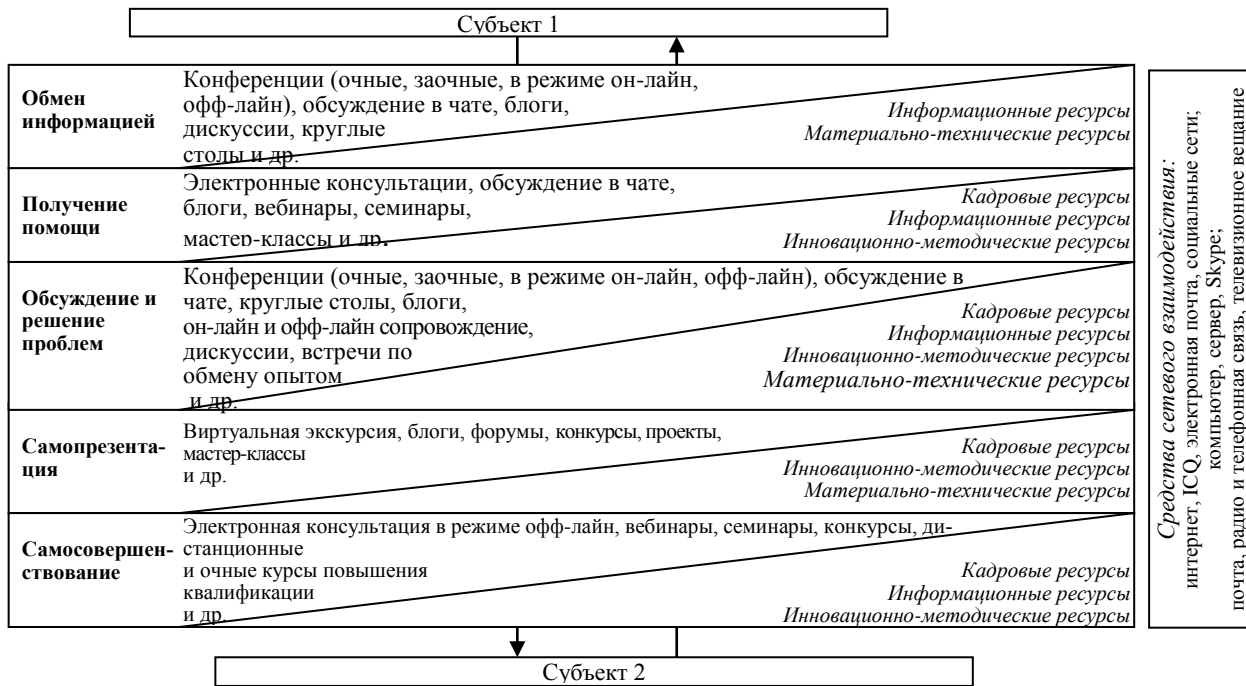 Субъект 1
Обмен
информацией
Конференции (очные, заочные, в режиме он-лайн,
офф-лайн), обсуждение в чате, блоги,
дискуссии, круглые
столы и др.
Информационные ресурсы
Материально-технические ресурсы
Получение
помощи
Электронные консультации, обсуждение в чате,
блоги, вебинары, семинары,
мастер-классы и др.
Кадровые ресурсы
Информационные ресурсы
Инновационно-методические ресурсы
Обсуждение и
решение
проблем
Конференции (очные, заочные, в режиме он-лайн, офф-лайн), обсуждение в
чате, круглые столы, блоги,
он-лайн и офф-лайн сопровождение,
дискуссии, встречи по
обмену опытом
и др.
Кадровые ресурсы
Информационные ресурсы
Инновационно-методические ресурсы
Материально-технические ресурсы
Самопрезента-
ция
Виртуальная экскурсия, блоги, форумы, конкурсы, проекты,
мастер-классы
и др.
Кадровые ресурсы
Инновационно-методические ресурсы
Материально-технические ресурсы
Самосовершен-
ствование
Электронная консультация в режиме офф-лайн, вебинары, семинары, конкурсы, ди-
станционные
и очные курсы повышения
квалификации
и др.
Кадровые ресурсы
Информационные ресурсы
Инновационно-методические ресурсы
Субъект 2
Средства сетевого взаимодействия:
интернет, ICQ, электронная почта, социальные сети;
компьютер, сервер, Skype;
почта, радио и телефонная связь, телевизионное вещание